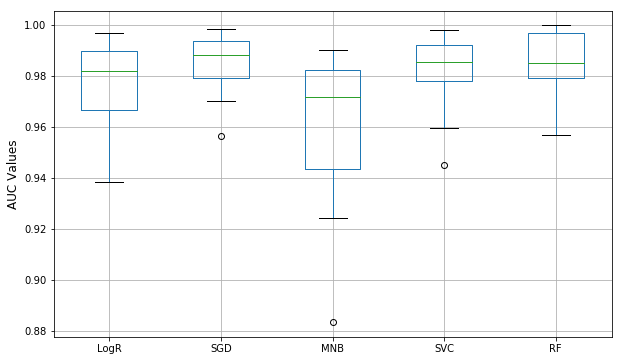 AUC Values
1.00
0.98
0.96
0.94
0.92
0.90
0.88
LogR
SGD
MNB
SVC
RF